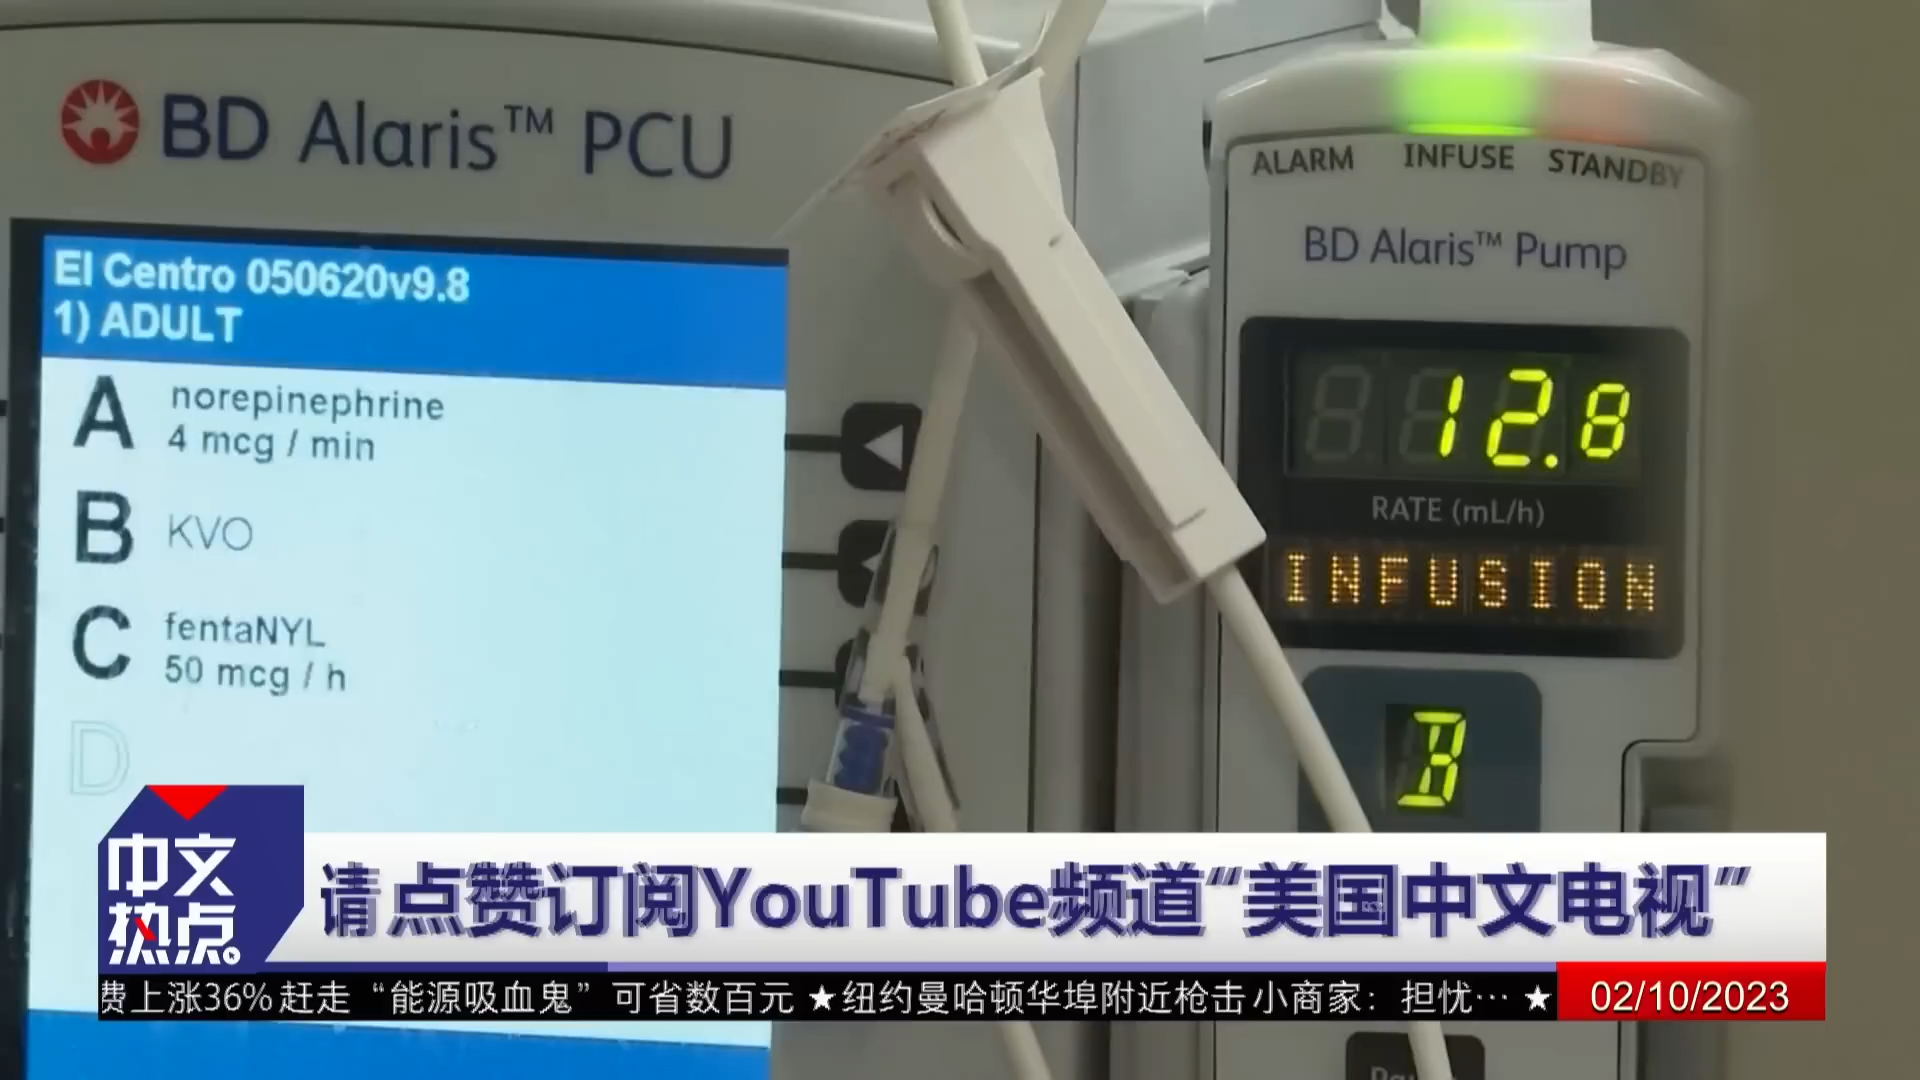 BD Alaris™ PCU
El Centro 050620v9.8
1) ADULT
A norepinephrine
4 mcg / min
B KVO
C fentaNYL
50 mcg / h
D
ALARM INFUSE STANDBY
BD Alaris™ Pump
12.8
RATE (mL/h)
INFUSION
B
中文
热点
请点赞订阅YouTube频道“美国中文电视”
费上涨36% 赶走“能源吸血鬼”可省数百元 ★纽约曼哈顿华埠附近枪击 小商家：担忧… ★
02/10/2023